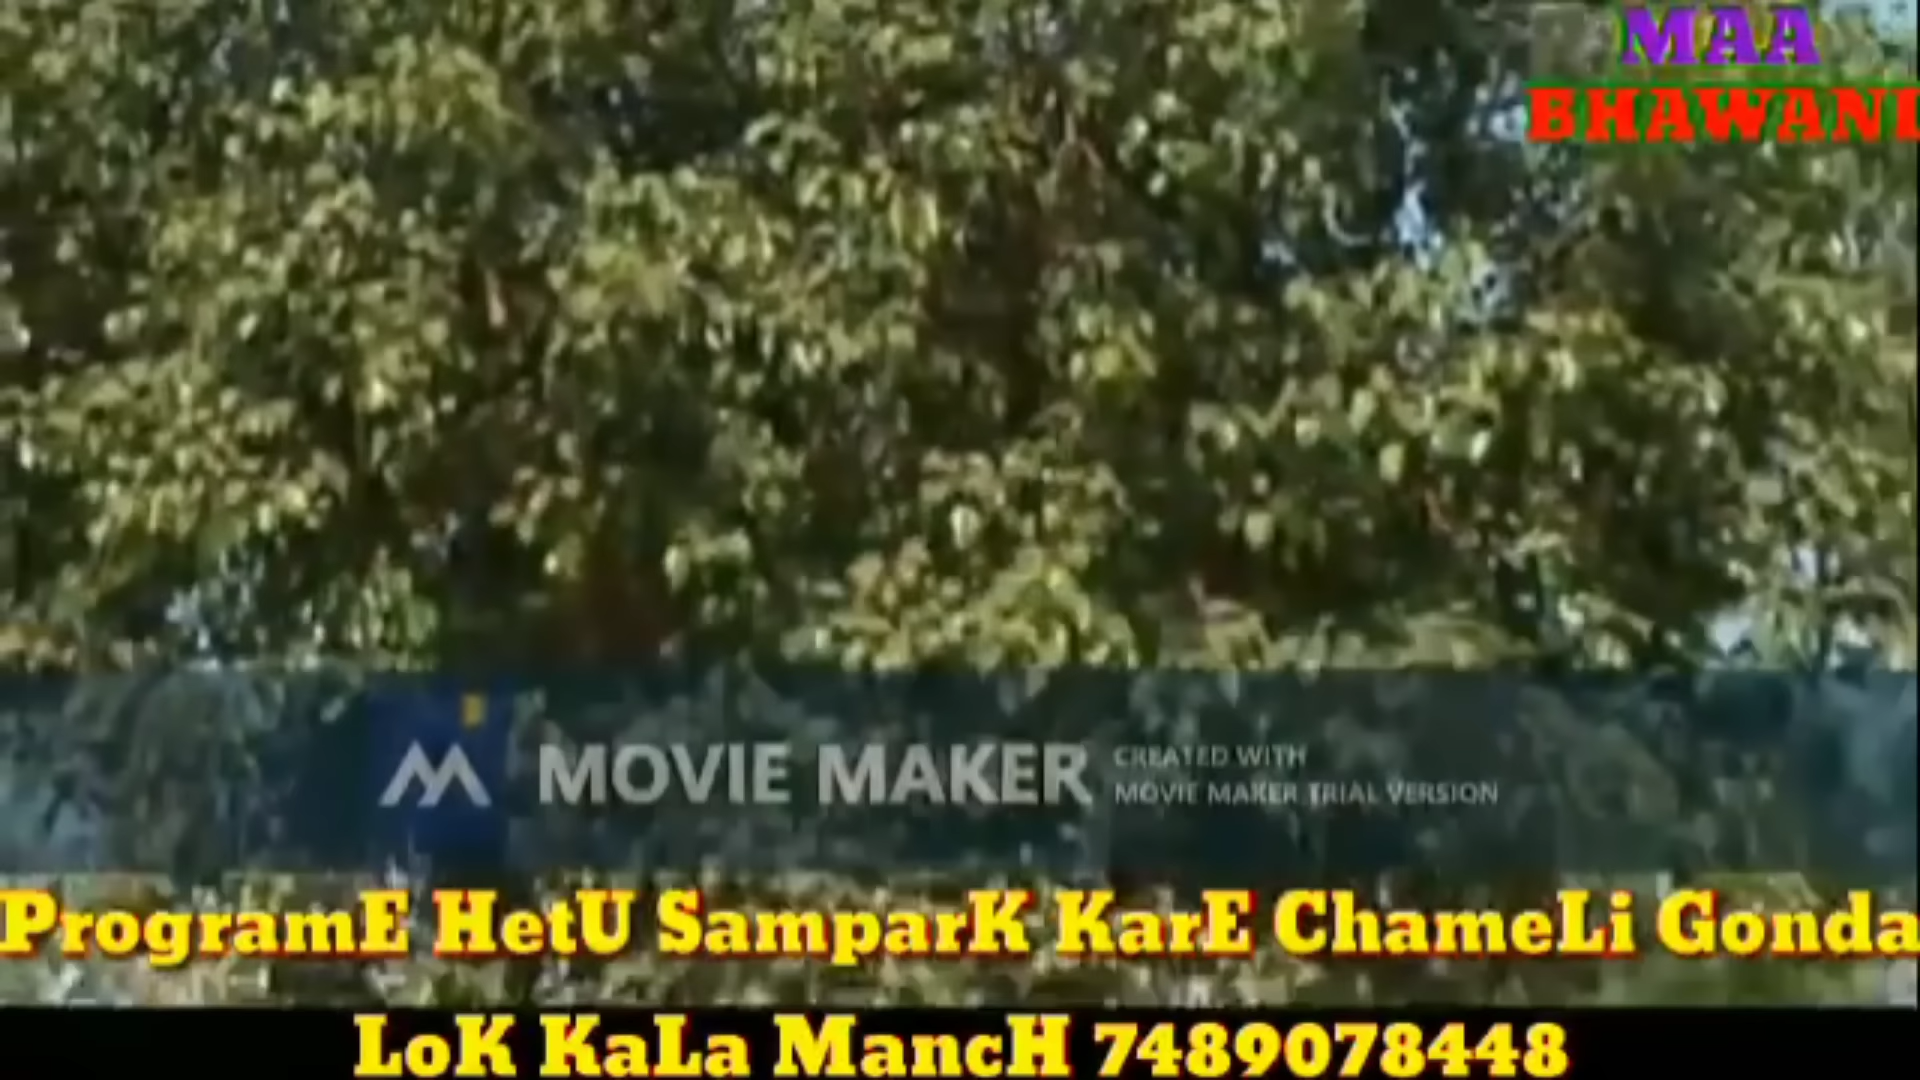 MAA
BHAWANI
MOVIE MAKER
CREATED WITH
MOVIE MAKER TRIAL VERSION
ProgramE HetU SamparK KarE ChameLi Gonda
LoK KaLa MancH 7489078448